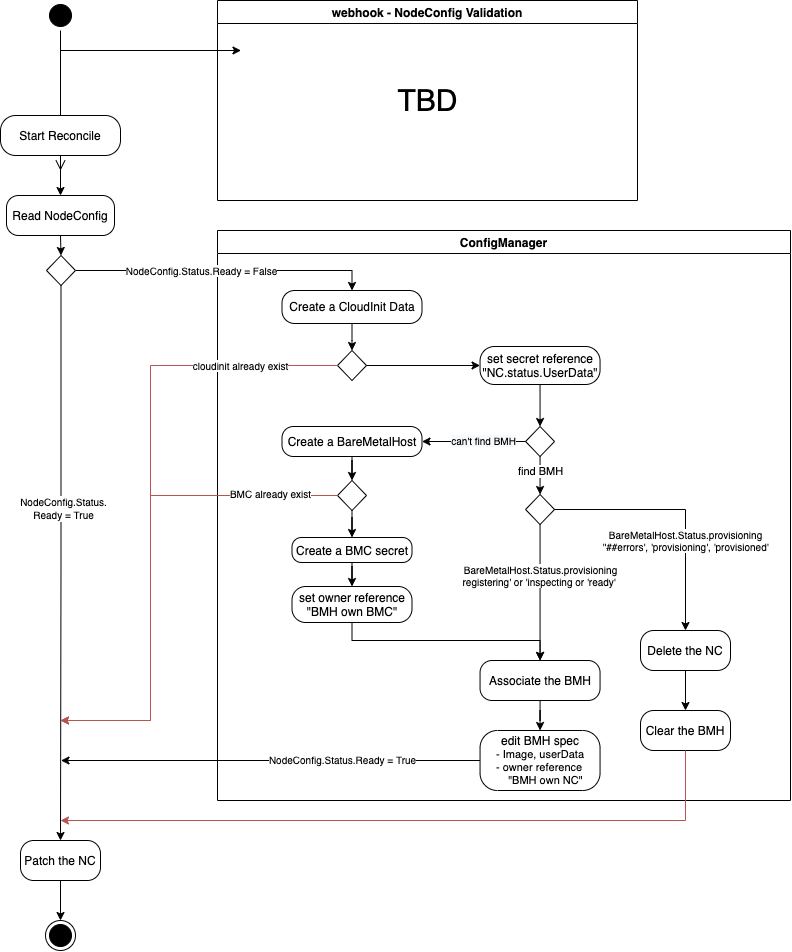 webhook - NodeConfig Validation
TBD
Start Reconcile
Read NodeConfig
ConfigManager
NodeConfig.Status.Ready = False
Create a CloudInit Data
cloudinit already exist
set secret reference
"NC.status.UserData"
Create a BareMetalHost
can't find BMH
find BMH
BMC already exist
NodeConfig.Status.
Ready = True
BareMetalHost.Status.provisioning
"##errors', 'provisioning', 'provisioned'
Create a BMC secret
BareMetalHost.Status.provisioning
registering' or 'inspecting or 'ready'
set owner reference
"BMH own BMC"
Delete the NC
Associate the BMH
Clear the BMH
edit BMH spec
- Image, userData
- owner reference
"BMH own NC"
NodeConfig.Status.Ready = True
Patch the NC